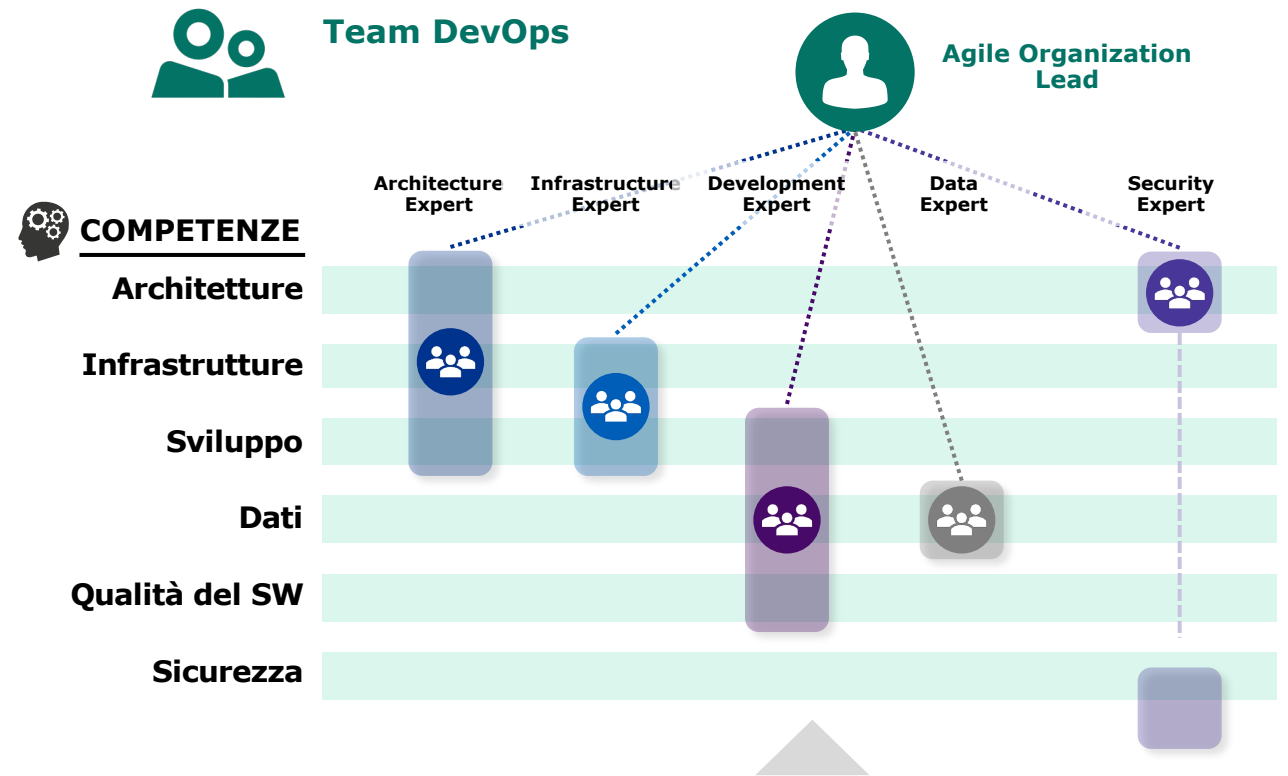 Team DevOps
Agile Organization
Lead
Architecture
Expert
Infrastructure
Expert
Development
Expert
Data
Expert
Security
Expert
COMPETENZE
Architetture
Infrastrutture
Sviluppo
Dati
Qualità del SW
Sicurezza